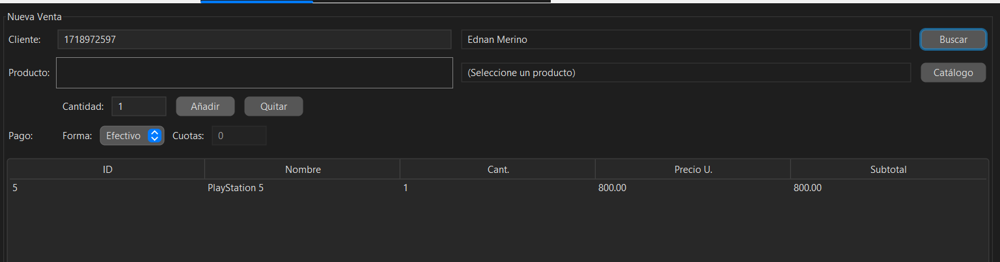 Nueva Venta
Cliente: 1718972597 Ednan Merino Buscar
Producto: (Seleccione un producto) Catálogo
Cantidad: 1 Añadir Quitar
Pago: Forma: Efectivo Cuotas: 0
ID Nombre Cant. Precio U. Subtotal
5 PlayStation 5 1 800.00 800.00